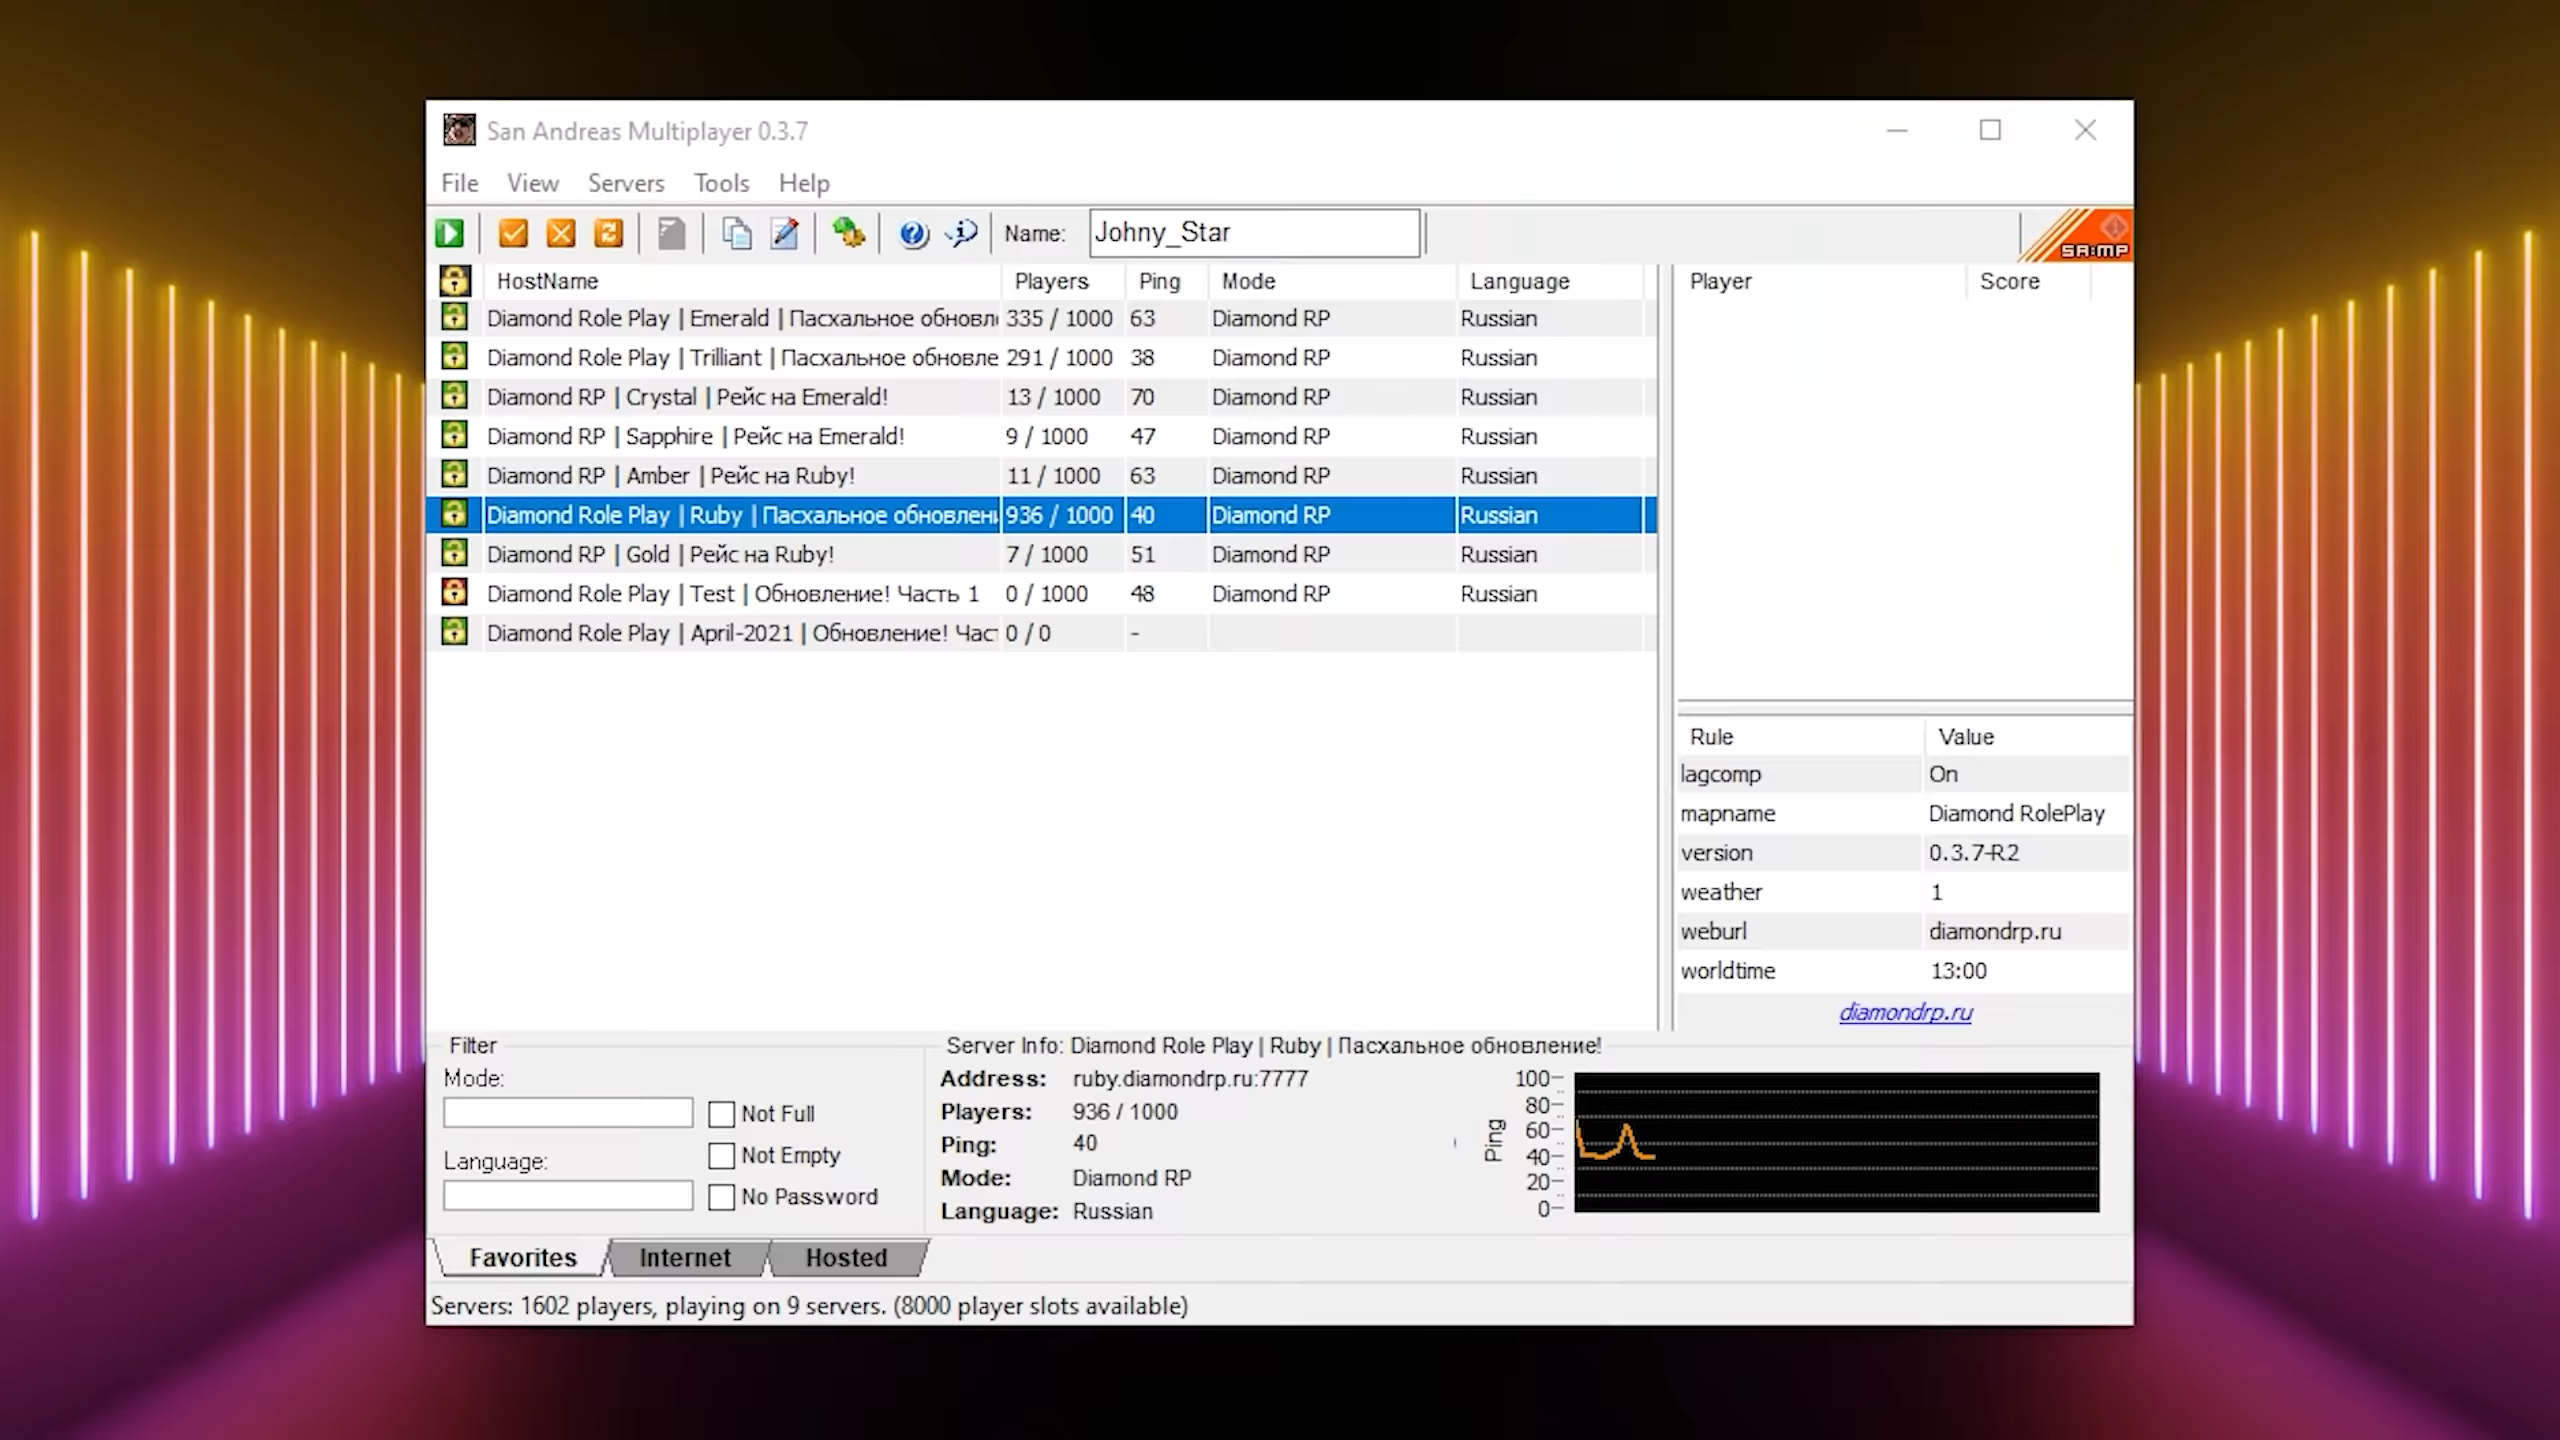 San Andreas Multiplayer 0.3.7
File View Servers Tools Help
Name: Johny_Star
SA:MP
HostName Players Ping Mode Language
Diamond Role Play | Emerald | Пасхальное обновл 335 / 1000 63 Diamond RP Russian
Diamond Role Play | Trilliant | Пасхальное обновле 291 / 1000 38 Diamond RP Russian
Diamond RP | Crystal | Рейс на Emerald! 13 / 1000 70 Diamond RP Russian
Diamond RP | Sapphire | Рейс на Emerald! 9 / 1000 47 Diamond RP Russian
Diamond RP | Amber | Рейс на Ruby! 11 / 1000 63 Diamond RP Russian
Diamond Role Play | Ruby | Пасхальное обновлени 936 / 1000 40 Diamond RP Russian
Diamond RP | Gold | Рейс на Ruby! 7 / 1000 51 Diamond RP Russian
Diamond Role Play | Test | Обновление! Часть 1 0 / 1000 48 Diamond RP Russian
Diamond Role Play | April-2021 | Обновление! Час 0 / 0 -
Player Score
Rule Value
lagcomp On
mapname Diamond RolePlay
version 0.3.7-R2
weather 1
weburl diamondrp.ru
worldtime 13:00
diamondrp.ru
Filter
Mode:
Not Full
Not Empty
Language:
No Password
Server Info: Diamond Role Play | Ruby | Пасхальное обновление!
Address: ruby.diamondrp.ru:7777
Players: 936 / 1000
Ping: 40
Mode: Diamond RP
Language: Russian
Ping
100
80
60
40
20
0
Favorites Internet Hosted
Servers: 1602 players, playing on 9 servers. (8000 player slots available)